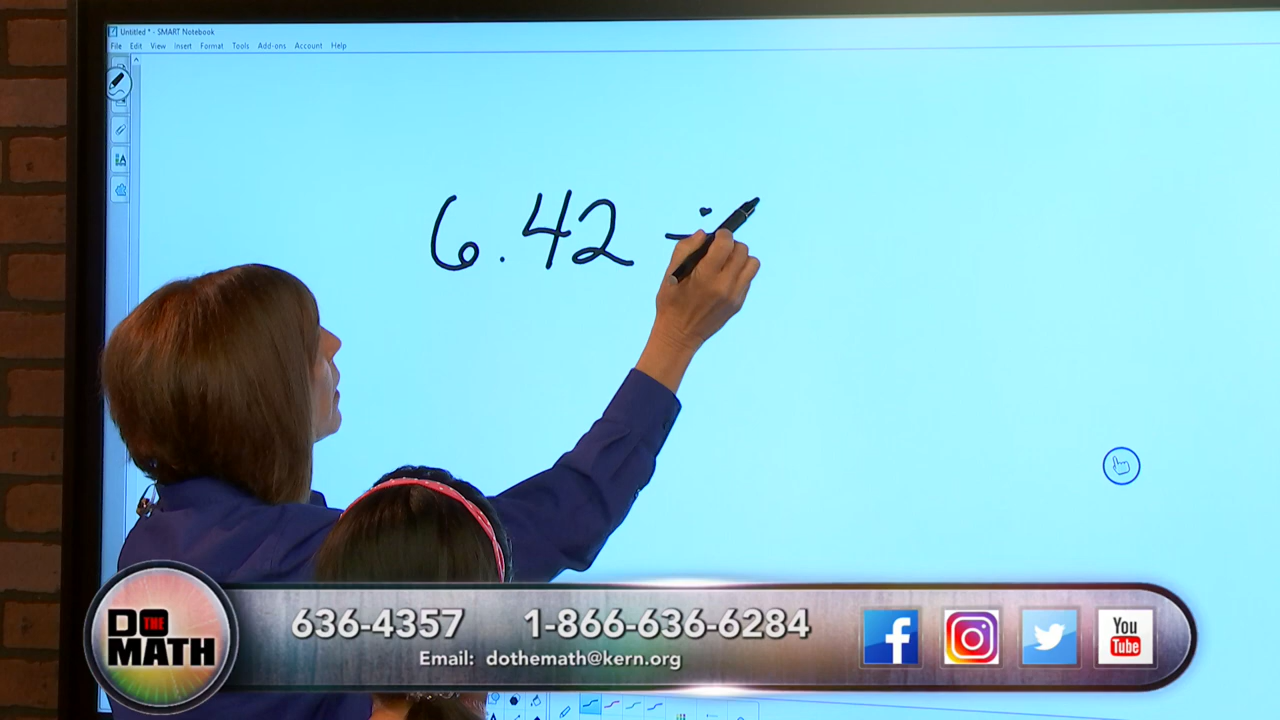 Untitled * - SMART Notebook
File Edit View Insert Format Tools Add-ons Account Help
6.42 ÷
DO THE MATH
636-4357 1-866-636-6284
Email: dothemath@kern.org
f
You Tube